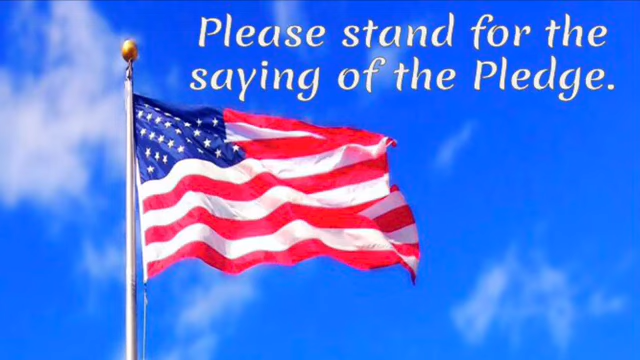 Please stand for the
saying of the Pledge.